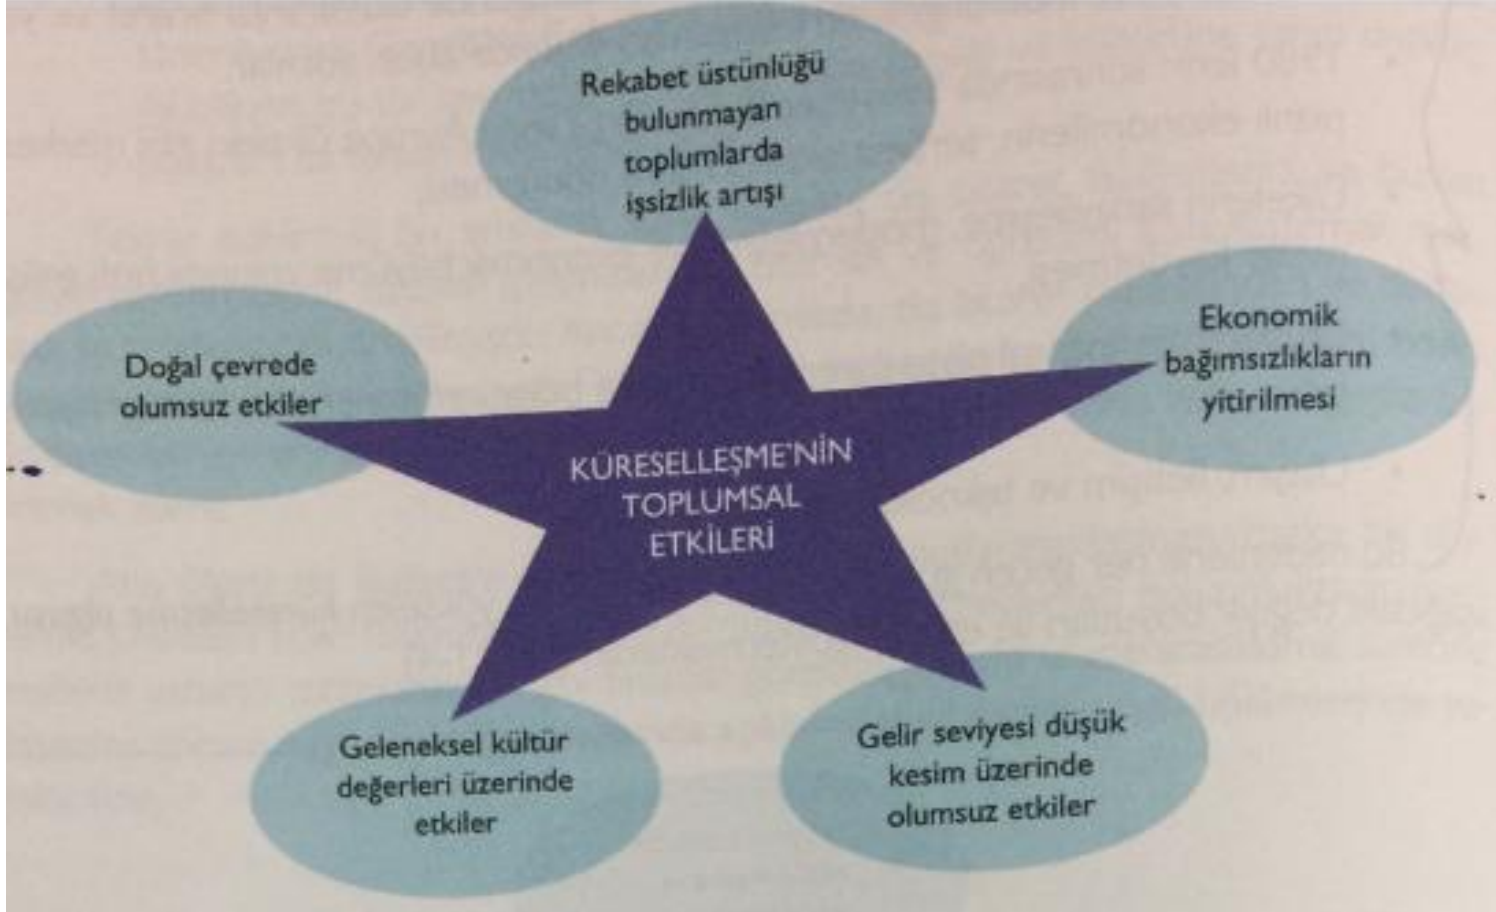 Rekabet üstünlüğü
bulunmayan
toplumlarda
işsizlik artışı
Ekonomik
bağımsızlıkların
yitirilmesi
Doğal çevrede
olumsuz etkiler
KÜRESELLEŞME'NİN
TOPLUMSAL
ETKİLERİ
Geleneksel kültür
değerleri üzerinde
etkiler
Gelir seviyesi düşük
kesim üzerinde
olumsuz etkiler